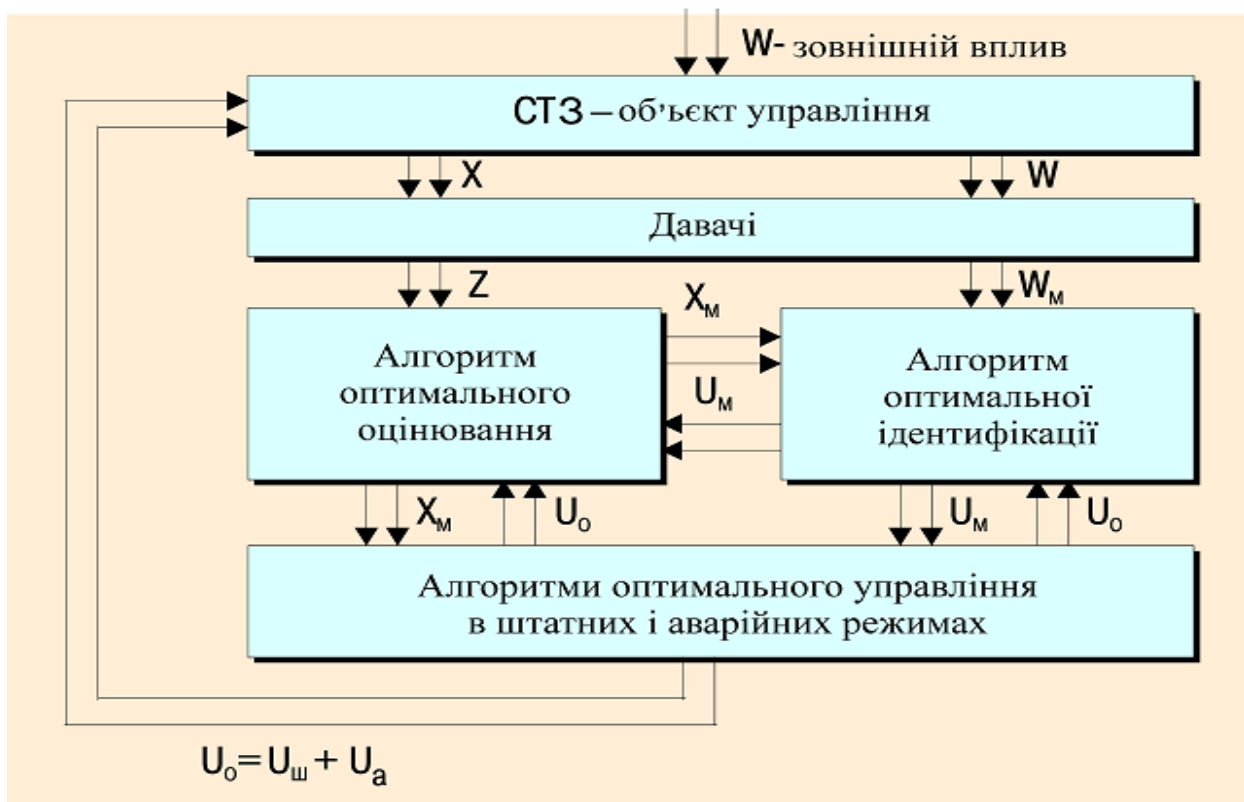 W- зовнішній вплив
СТЗ – об'ьєкт управління
X
W
Давачі
Z
Wм
Xм
Алгоритм
оптимального
оцінювання
Uм
Алгоритм
оптимальної
ідентифікації
Xм
Uо
Uм
Uо
Алгоритми оптимального управління
в штатних і аварійних режимах
Uо=Uш + Uа